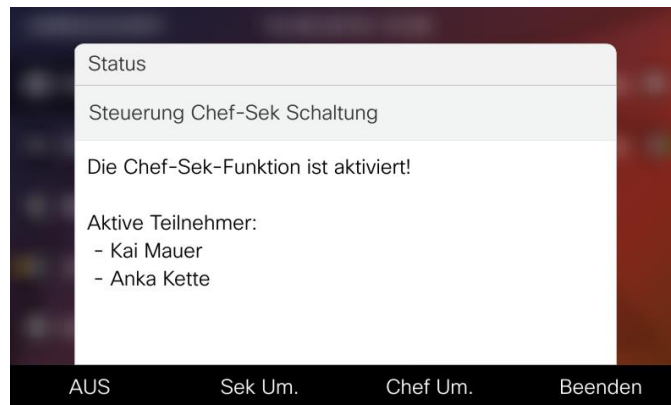 Status
Steuerung Chef-Sek Schaltung
Die Chef-Sek-Funktion ist aktiviert!
Aktive Teilnehmer:
- Kai Mauer
- Anka Kette
AUS Sek Um. Chef Um. Beenden